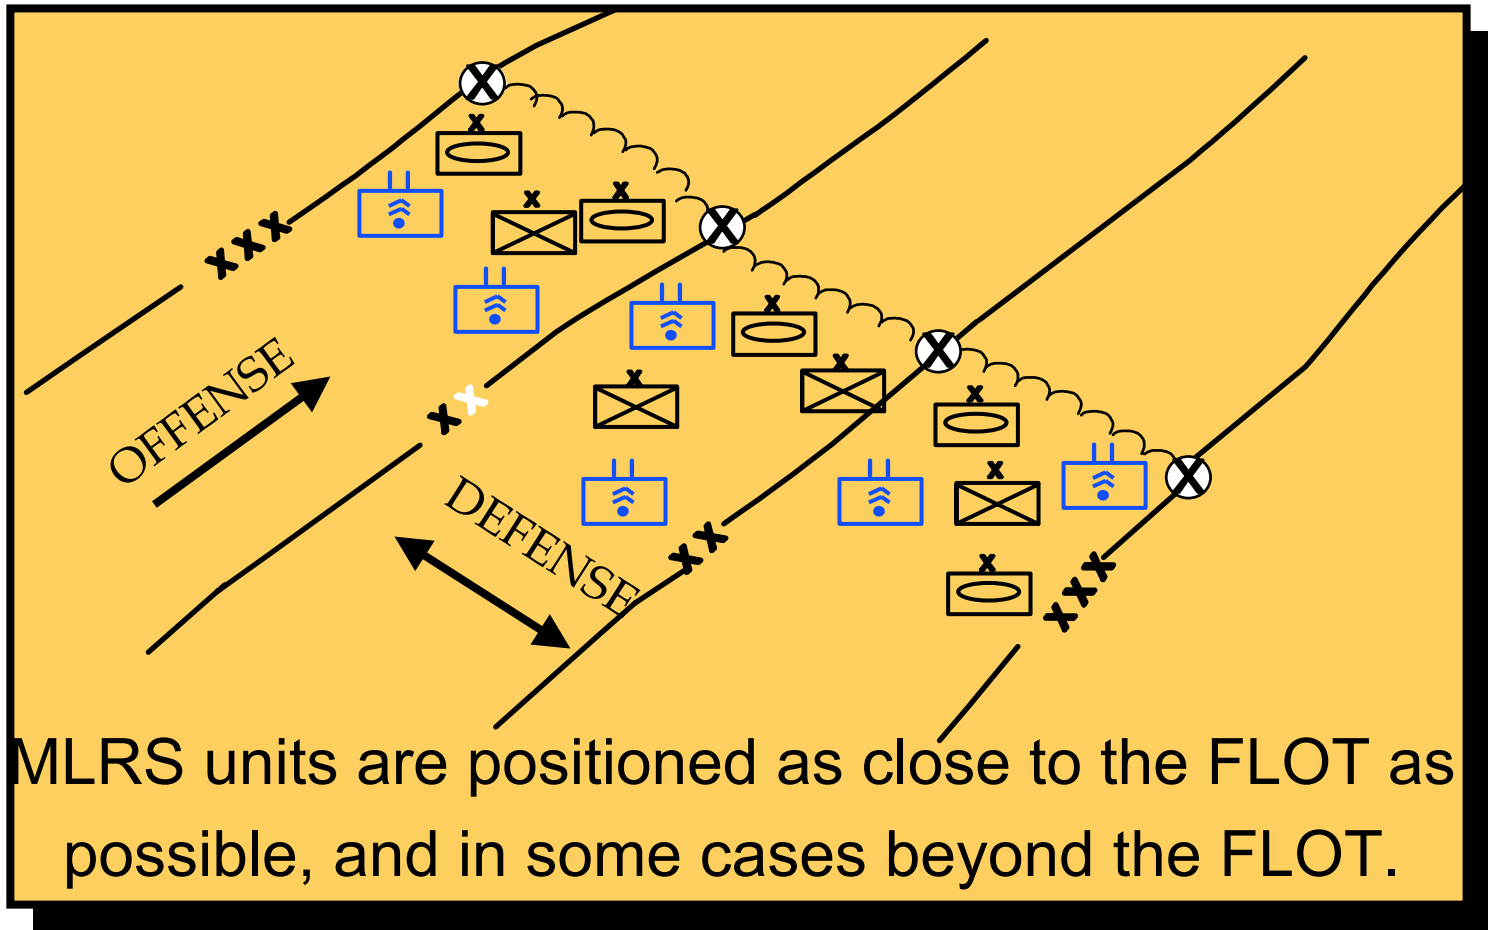 OFFENSE
DEFENSE
MLRS units are positioned as close to the FLOT as
possible, and in some cases beyond the FLOT.